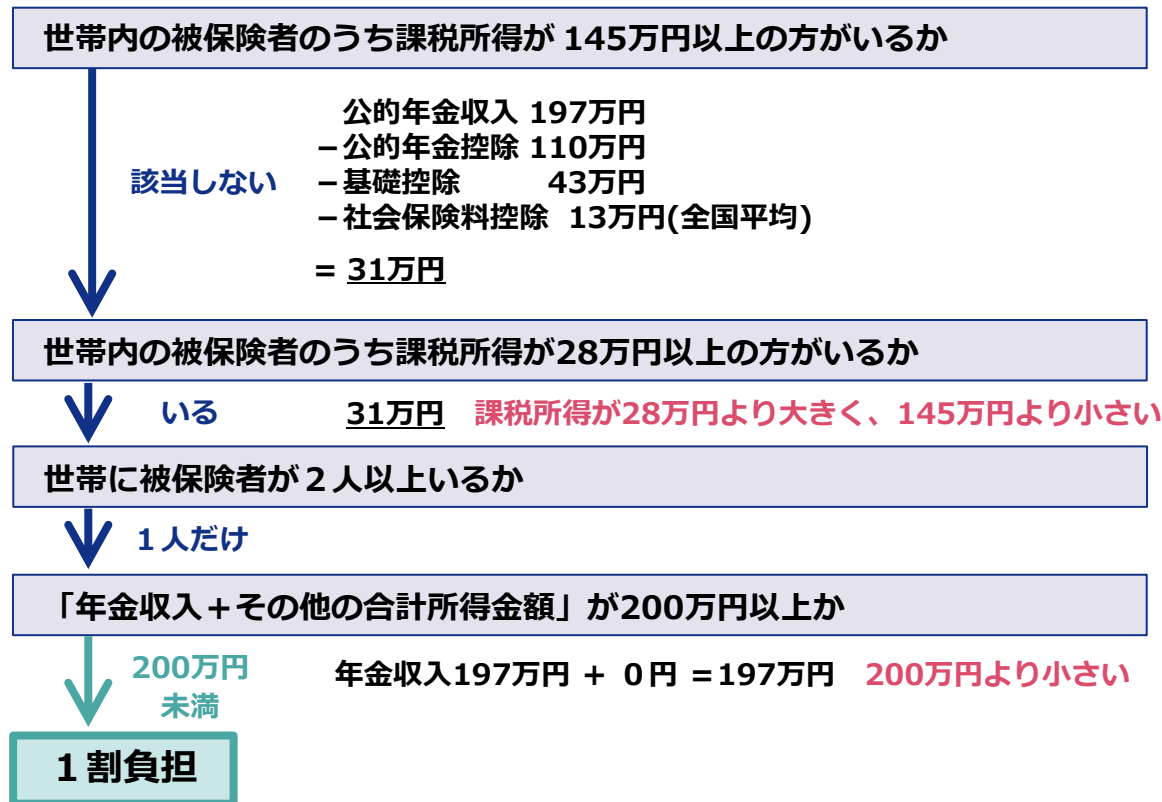 世帯内の被保険者のうち課税所得が 145万円以上の方がいるか
公的年金収入 197万円
－公的年金控除 110万円
該当しない －基礎控除 43万円
－社会保険料控除 13万円(全国平均)
= 31万円
世帯内の被保険者のうち課税所得が28万円以上の方がいるか
いる 31万円 課税所得が28万円より大きく、145万円より小さい
世帯に被保険者が２人以上いるか
１人だけ
「年金収入＋その他の合計所得金額」が200万円以上か
200万円
未満
年金収入197万円 + ０円 =197万円 200万円より小さい
１割負担